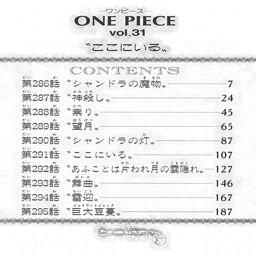 ワンピース
ONE PIECE
vol.31
〝ここにいる〟
CONTENTS
第286話〝シャンドラの魔物〟 7
第287話〝神殺し〟 24
第288話〝祟り〟 45
第289話〝望月〟 65
第290話〝シャンドラの灯〟 87
第291話〝ここにいる〟 107
第292話〝あふことは片われ月の雲隠れ〟 127
第293話〝舞曲〟 146
第294話〝雷迎〟 167
第295話〝巨大豆蔓〟 187